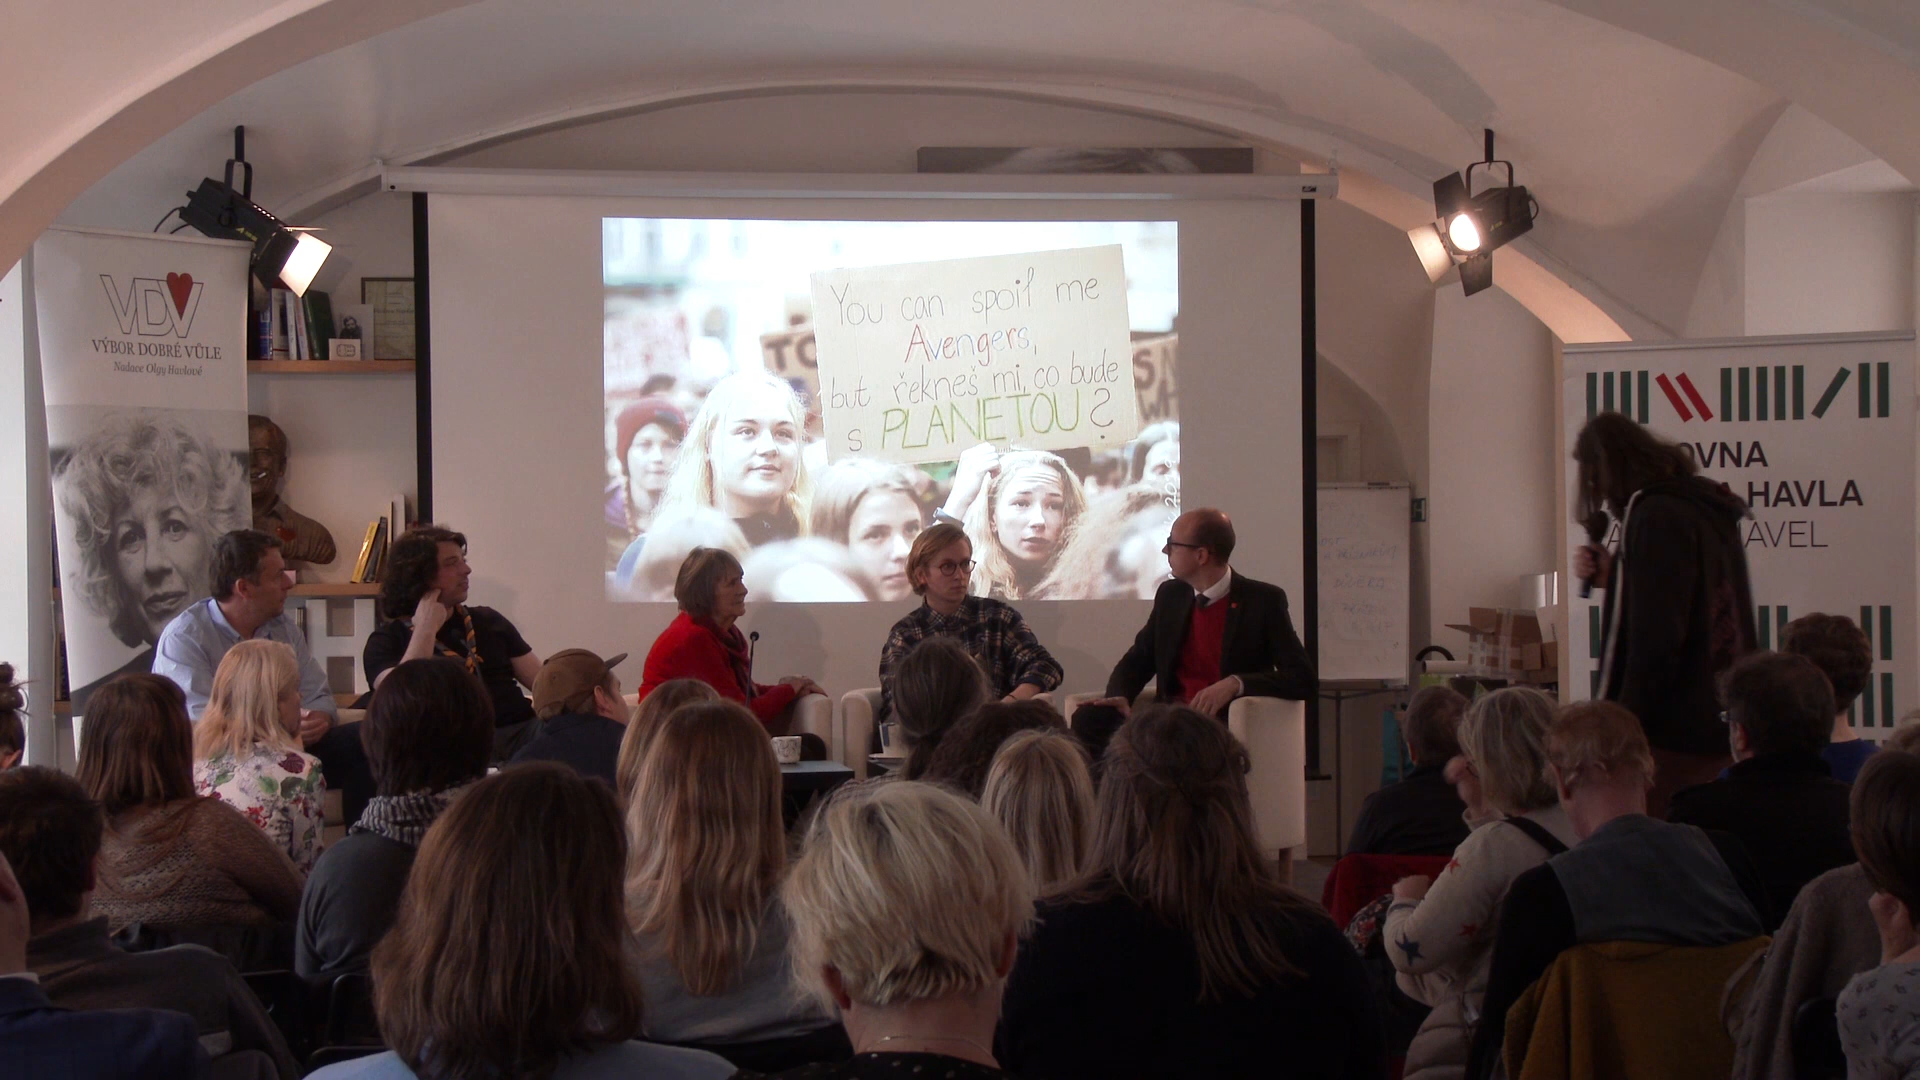 VDV
VÝBOR DOBRÉ VŮLE
Nadace Olgy Havlové
You can spoil me
Avengers,
but řekneš mi, co bude
s PLANETOU?
TO
OVNA
A HAVLA
AVEL